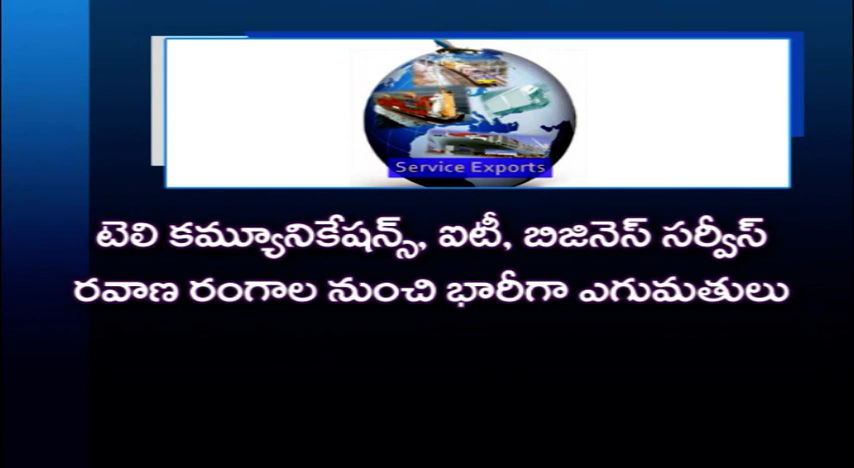 Service Exports
టెలి కమ్యూనికేషన్స్, ఐటీ, బిజినెస్ సర్వీస్
రవాణ రంగాల నుంచి భారీగా ఎగుమతులు